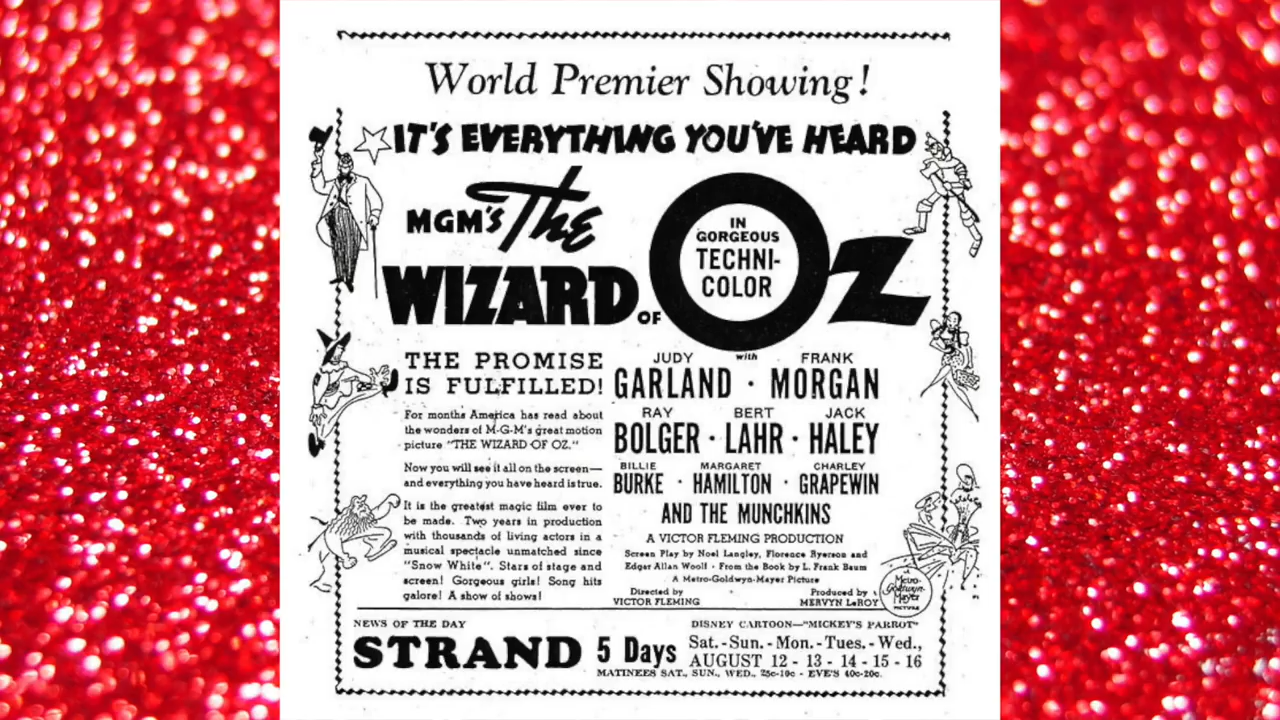 World Premier Showing!
IT'S EVERYTHING YOU'VE HEARD
MGM'S The
WIZARD OF OZ
IN
GORGEOUS
TECHNI-
COLOR
THE PROMISE
IS FULFILLED!
For months America has read about
the wonders of M-G-M's great motion
picture "THE WIZARD OF OZ."
Now you will see it all on the screen—
and everything you have heard is true.
It is the greatest magic film ever to
be made. Two years in production
with thousands of living actors in a
musical spectacle unmatched since
"Snow White". Stars of stage and
screen! Gorgeous girls! Song hits
galore! A show of shows!
with
JUDY GARLAND · FRANK MORGAN
RAY BOLGER · BERT LAHR · JACK HALEY
BILLIE BURKE · MARGARET HAMILTON · CHARLEY GRAPEWIN
AND THE MUNCHKINS
A VICTOR FLEMING PRODUCTION
Screen Play by Noel Langley, Florence Ryerson and
Edgar Allan Woolf · From the Book by L. Frank Baum
A Metro-Goldwyn-Mayer Picture
Directed by
VICTOR FLEMING
Produced by
MERVYN LeROY
A
Metro-
Goldwyn-
Mayer
PICTURE
NEWS OF THE DAY
DISNEY CARTOON—"MICKEY'S PARROT"
STRAND
5 Days
Sat.-Sun.-Mon.-Tues.-Wed.,
AUGUST 12-13-14-15-16
MATINEES SAT., SUN., WED., 25c-10c - EVE'S 40c-20c.